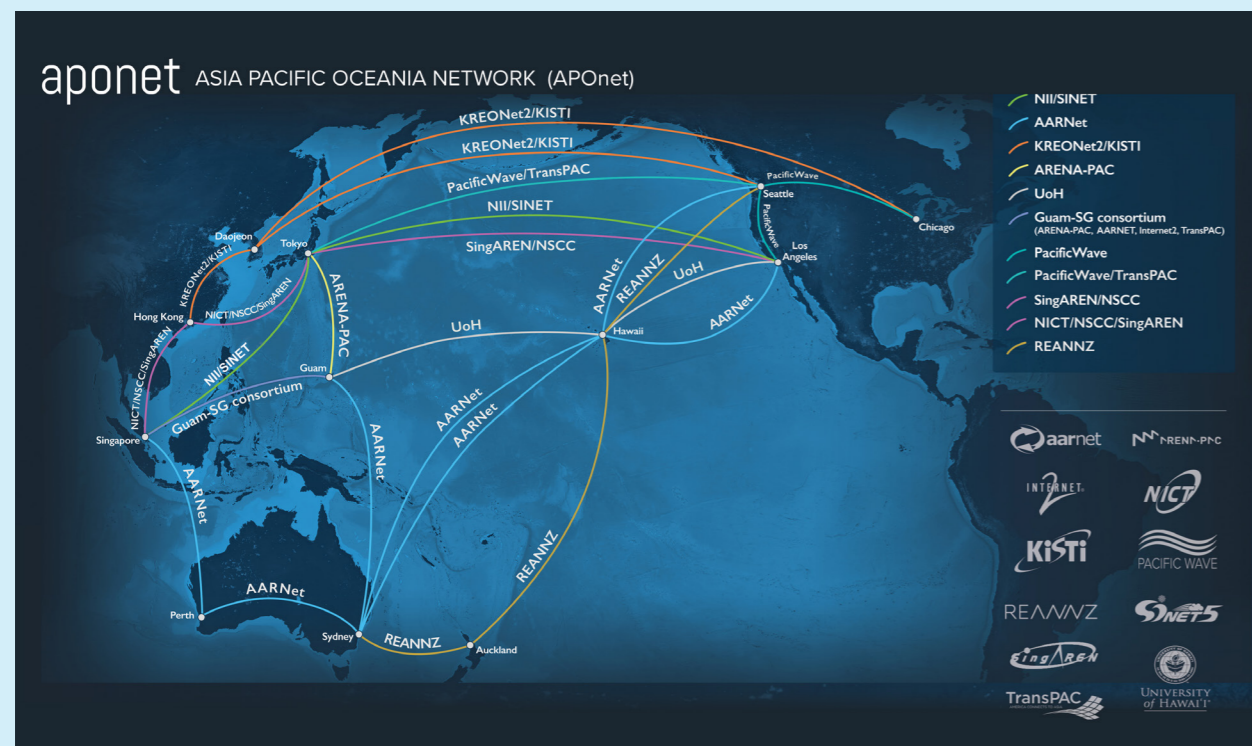 aponet ASIA PACIFIC OCEANIA NETWORK (APOnet)
KREONet2/KISTI
KREONet2/KISTI
PacificWave/TransPAC
NII/SINET
SingAREN/NSCC
PacificWave
Seattle
PacificWave
Chicago
Los
Angeles
Daojeon
Tokyo
KREONet2/KISTI
NICT/NSCC/SingAREN
Hong Kong
ARENA-PAC
AARNet
REANNZ
UoH
AARNet
Hawaii
UoH
NII/SINET
Guam
NICT/NSCC/SingAREN
Guam-SG consortium
Singapore
AARNet
AARNet
AARNet
AARNet
REANNZ
AARNet
Perth
Sydney
REANNZ
Auckland
NII/SINET
AARNet
KREONet2/KISTI
ARENA-PAC
UoH
Guam-SG consortium
(ARENA-PAC, AARNET, Internet2, TransPAC)
PacificWave
PacificWave/TransPAC
SingAREN/NSCC
NICT/NSCC/SingAREN
REANNZ
aarnet
ARENA-PAC
INTERNET
2
NICT
KiSTi
PACIFIC WAVE
REANNZ
SINET5
SingAREN
TransPAC
UNIVERSITY
of HAWAI'I